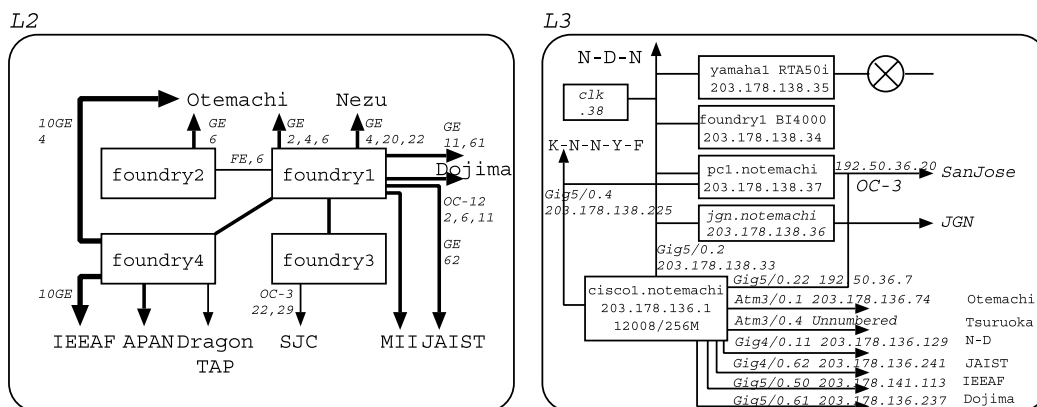 L2
10GE
4
Otemachi
Nezu
GE
6
GE
2,4,6
GE
4,20,22
GE
11,61
foundry2
FE,6
foundry1
Dojima
OC-12
2,6,11
GE
62
foundry4
foundry3
10GE
OC-3
22,29
IEEAF
APAN
Dragon
TAP
SJC
MII
JAIST
L3
N-D-N
clk
.38
yamaha1 RTA50i
203.178.138.35
foundry1 BI4000
203.178.138.34
K-N-N-Y-F
pc1.notemachi
203.178.138.37
192.50.36.20
OC-3
SanJose
Gig5/0.4
203.178.138.225
jgn.notemachi
203.178.138.36
JGN
Gig5/0.2
203.178.138.33
cisco1.notemachi
203.178.136.1
12008/256M
Gig5/0.22 192.50.36.7
Atm3/0.1 203.178.136.74 Otemachi
Atm3/0.4 Unnumbered Tsuruoka
Gig4/0.11 203.178.136.129 N-D
Gig4/0.62 203.178.136.241 JAIST
Gig5/0.50 203.178.141.113 IEEAF
Gig5/0.61 203.178.136.237 Dojima